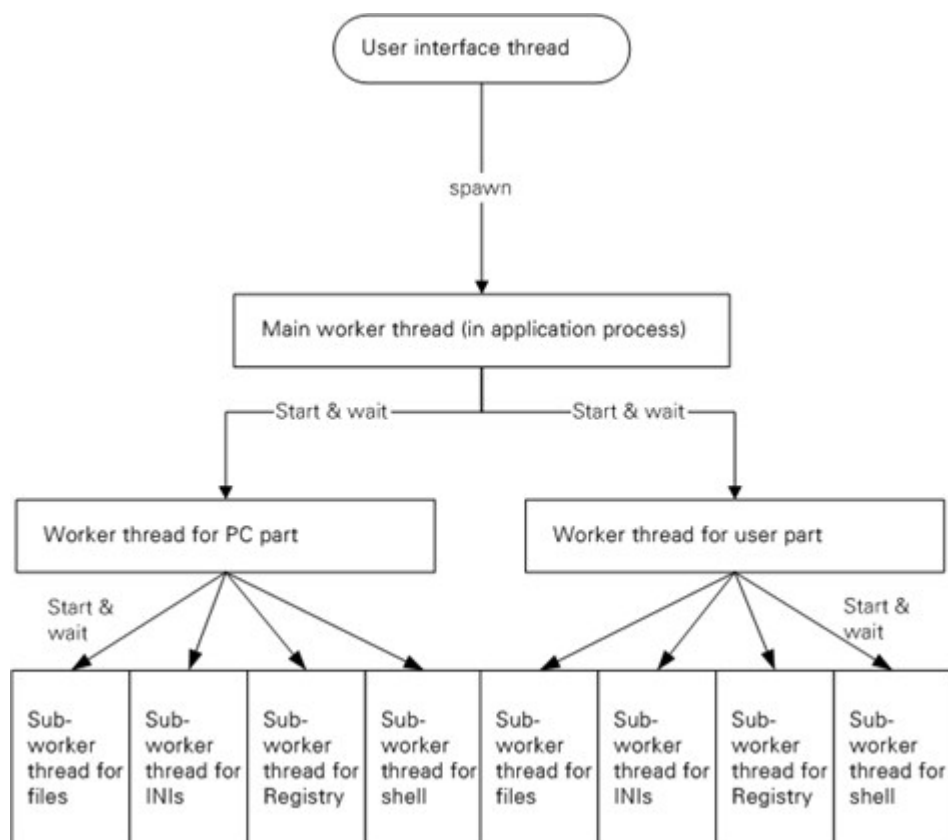 User interface thread
spawn
Main worker thread (in application process)
Start & wait
Start & wait
Worker thread for PC part
Worker thread for user part
Start &
wait
Start &
wait
Sub-
worker
thread for
files
Sub-
worker
thread for
INIs
Sub-
worker
thread for
Registry
Sub-
worker
thread for
shell
Sub-
worker
thread for
files
Sub-
worker
thread for
INIs
Sub-
worker
thread for
Registry
Sub-
worker
thread for
shell